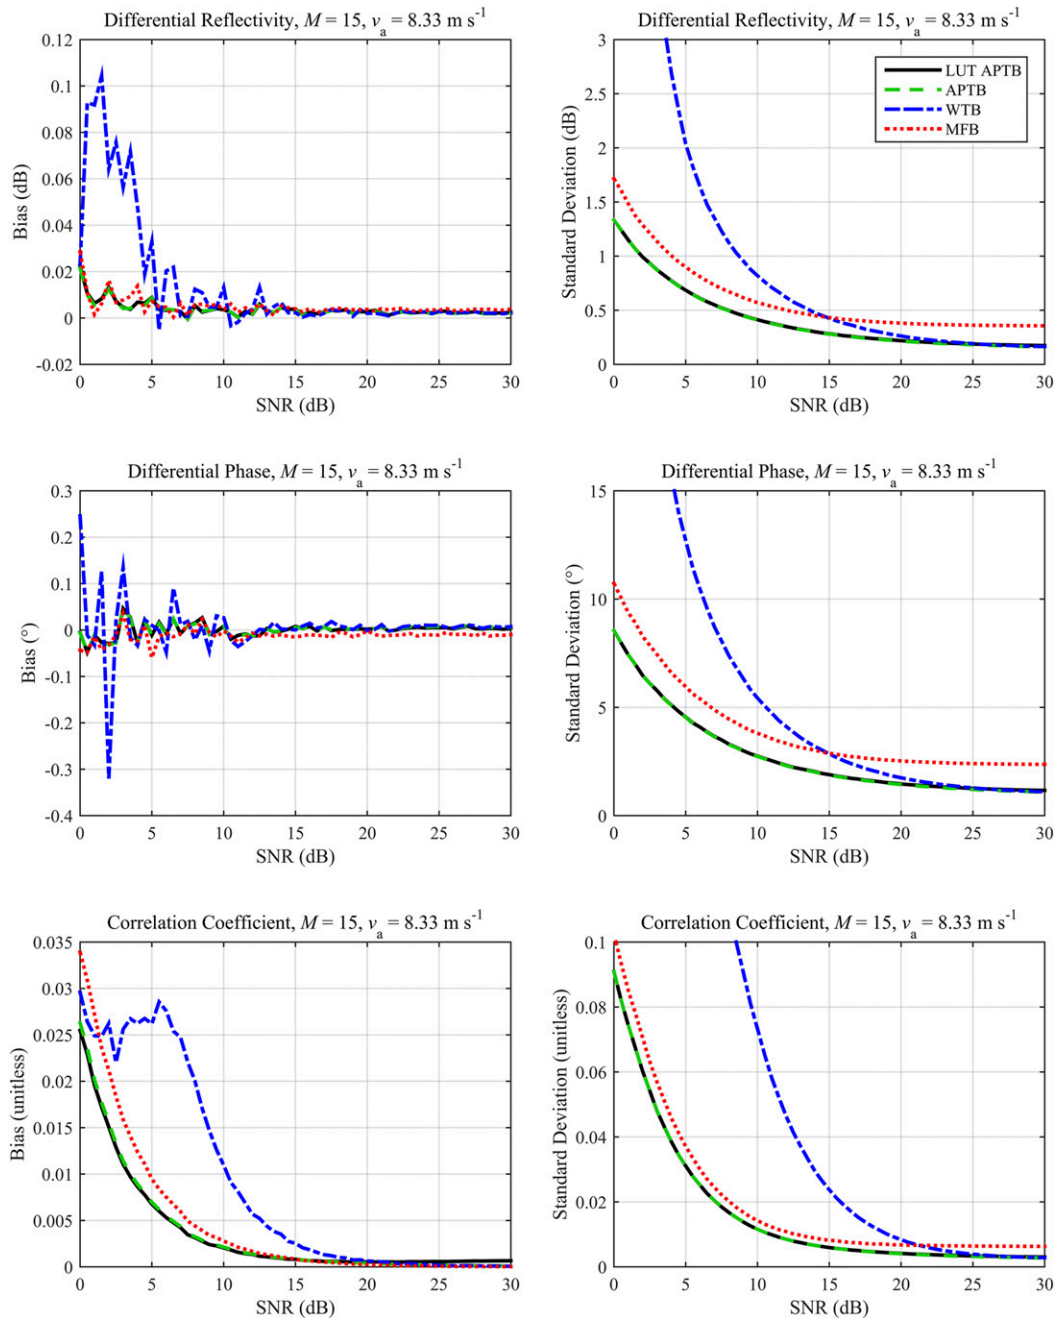 Differential Reflectivity, M = 15, vₐ = 8.33 m s⁻¹
0.12
0.1
0.08
0.06
0.04
0.02
0
-0.02
Bias (dB)
0 5 10 15 20 25 30
SNR (dB)
Differential Reflectivity, M = 15, vₐ = 8.33 m s⁻¹
3
2.5
2
1.5
1
0.5
0
Standard Deviation (dB)
LUT APTB
APTB
WTB
MFB
0 5 10 15 20 25 30
SNR (dB)
Differential Phase, M = 15, vₐ = 8.33 m s⁻¹
0.3
0.2
0.1
0
-0.1
-0.2
-0.3
-0.4
Bias (°)
0 5 10 15 20 25 30
SNR (dB)
Differential Phase, M = 15, vₐ = 8.33 m s⁻¹
15
10
5
0
Standard Deviation (°)
0 5 10 15 20 25 30
SNR (dB)
Correlation Coefficient, M = 15, vₐ = 8.33 m s⁻¹
0.035
0.03
0.025
0.02
0.015
0.01
0.005
0
Bias (unitless)
0 5 10 15 20 25 30
SNR (dB)
Correlation Coefficient, M = 15, vₐ = 8.33 m s⁻¹
0.1
0.08
0.06
0.04
0.02
0
Standard Deviation (unitless)
0 5 10 15 20 25 30
SNR (dB)